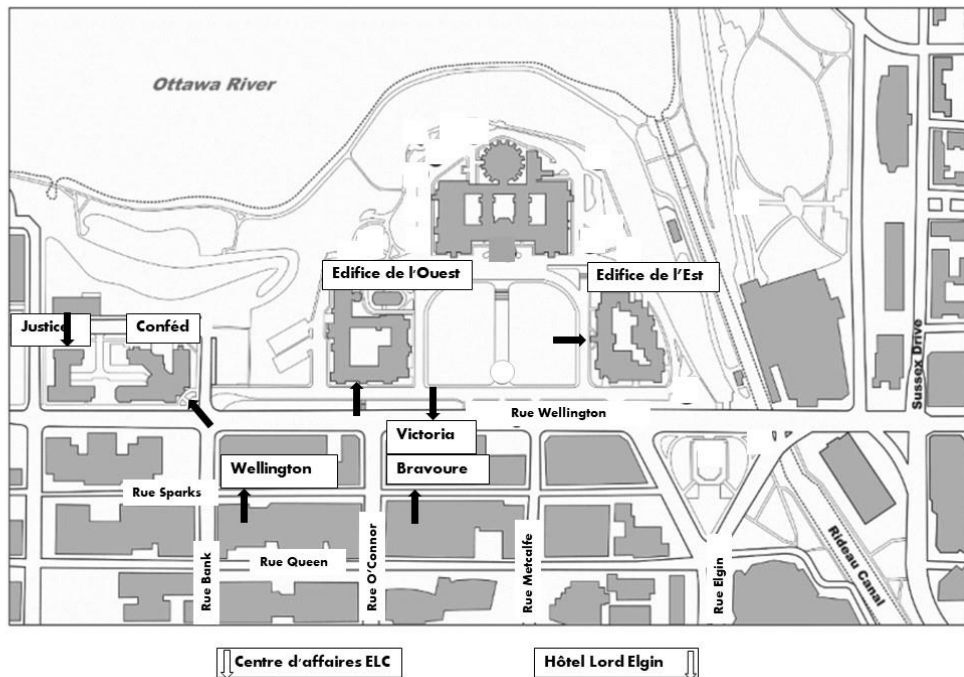 Ottawa River
Edifice de l'Ouest
Edifice de l'Est
Justice
Conféd
Sussex Drive
Rue Wellington
Victoria
Wellington
Bravoure
Rue Sparks
Rue Bank
Rue Queen
Rue O'Connor
Rue Metcalfe
Rue Elgin
Rideau Canal
Centre d'affaires ELC
Hôtel Lord Elgin